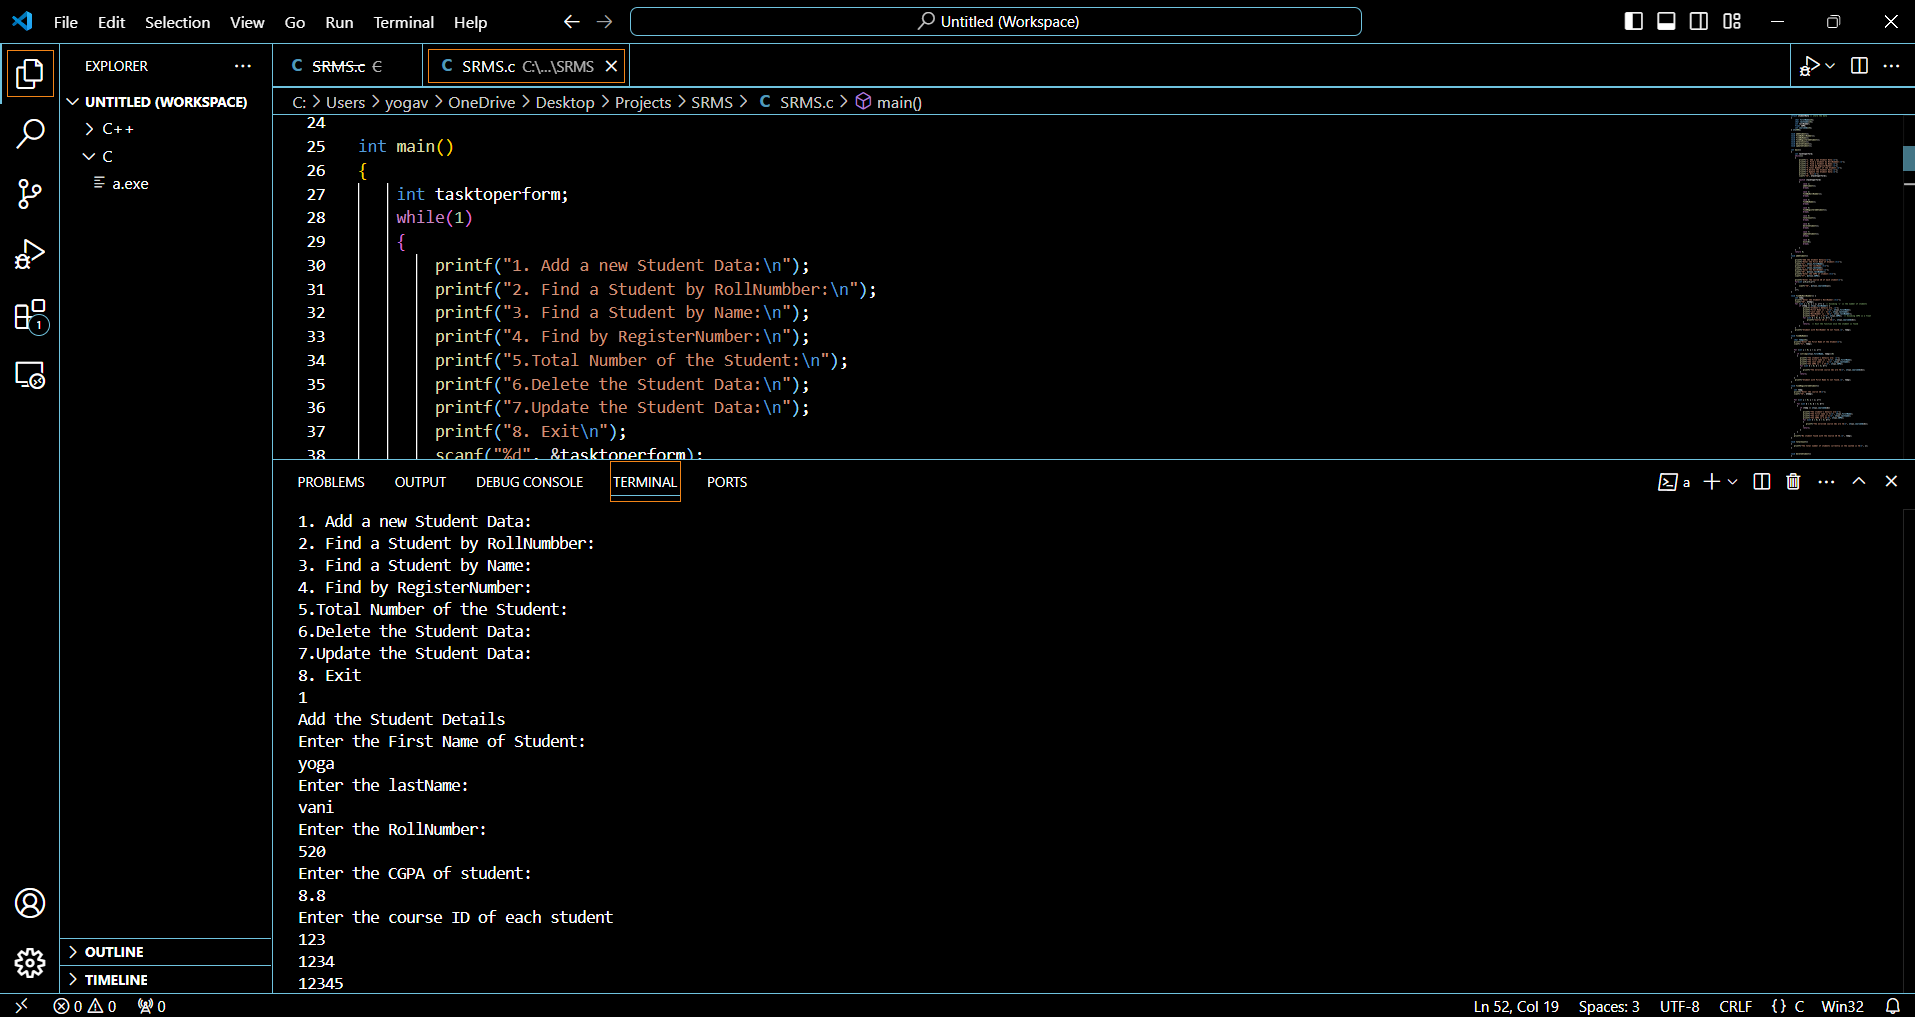 File Edit Selection View Go Run Terminal Help
Untitled (Workspace)
EXPLORER
UNTITLED (WORKSPACE)
C++
C
a.exe
OUTLINE
TIMELINE
1
C SRMS.c C
C SRMS.c C:\...\SRMS
C: > Users > yogav > OneDrive > Desktop > Projects > SRMS > C SRMS.c > main()
24
25 int main()
26 {
27 int tasktoperform;
28 while(1)
29 {
30 printf("1. Add a new Student Data:\n");
31 printf("2. Find a Student by RollNumbber:\n");
32 printf("3. Find a Student by Name:\n");
33 printf("4. Find by RegisterNumber:\n");
34 printf("5.Total Number of the Student:\n");
35 printf("6.Delete the Student Data:\n");
36 printf("7.Update the Student Data:\n");
37 printf("8. Exit\n");
38 scanf("%d", &tasktoperform);
PROBLEMS OUTPUT DEBUG CONSOLE TERMINAL PORTS
a
1. Add a new Student Data:
2. Find a Student by RollNumbber:
3. Find a Student by Name:
4. Find by RegisterNumber:
5.Total Number of the Student:
6.Delete the Student Data:
7.Update the Student Data:
8. Exit
1
Add the Student Details
Enter the First Name of Student:
yoga
Enter the lastName:
vani
Enter the RollNumber:
520
Enter the CGPA of student:
8.8
Enter the course ID of each student
123
1234
12345
0 0 0
Ln 52, Col 19 Spaces: 3 UTF-8 CRLF {} C Win32